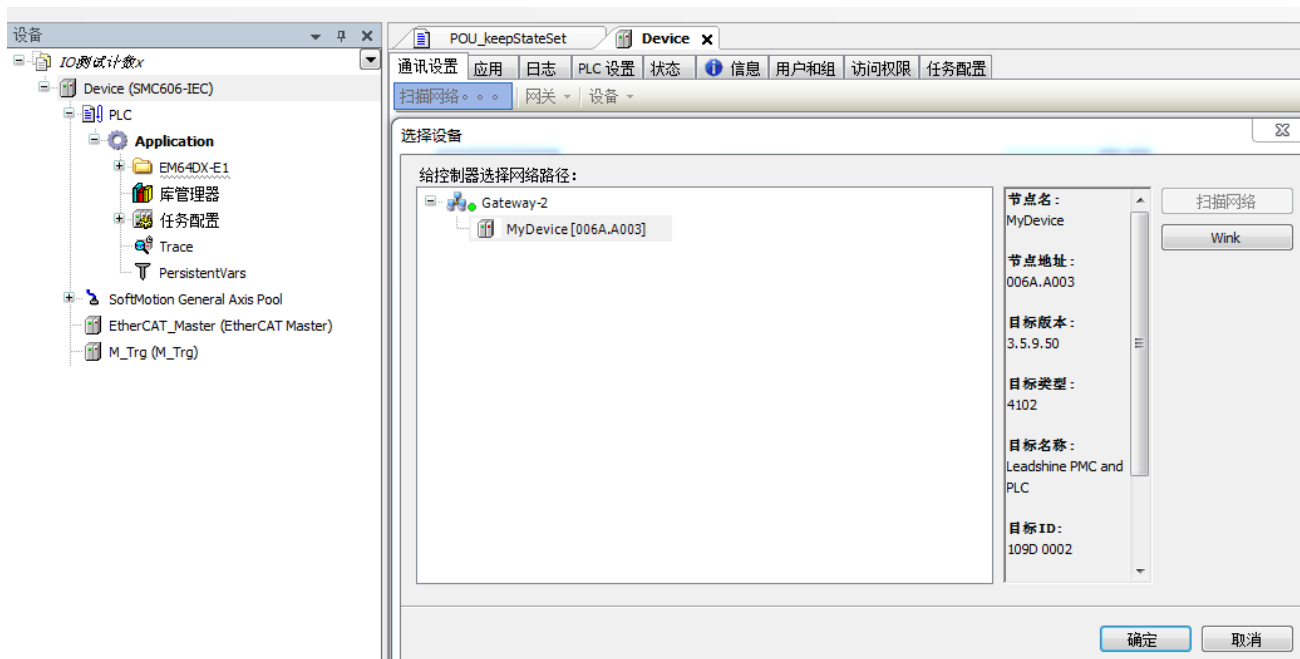 设备
IO测试计数x
Device (SMC606-IEC)
PLC
Application
EM64DX-E1
库管理器
任务配置
Trace
PersistentVars
SoftMotion General Axis Pool
EtherCAT_Master (EtherCAT Master)
M_Trg (M_Trg)
POU_keepStateSet
Device
通讯设置 应用 日志 PLC 设置 状态 信息 用户和组 访问权限 任务配置
扫描网络。。。 网关 设备
选择设备
给控制器选择网络路径：
Gateway-2
MyDevice [006A.A003]
节点名：
MyDevice
节点地址：
006A.A003
目标版本：
3.5.9.50
目标类型：
4102
目标名称：
Leadshine PMC and
PLC
目标ID：
109D 0002
扫描网络
Wink
确定 取消